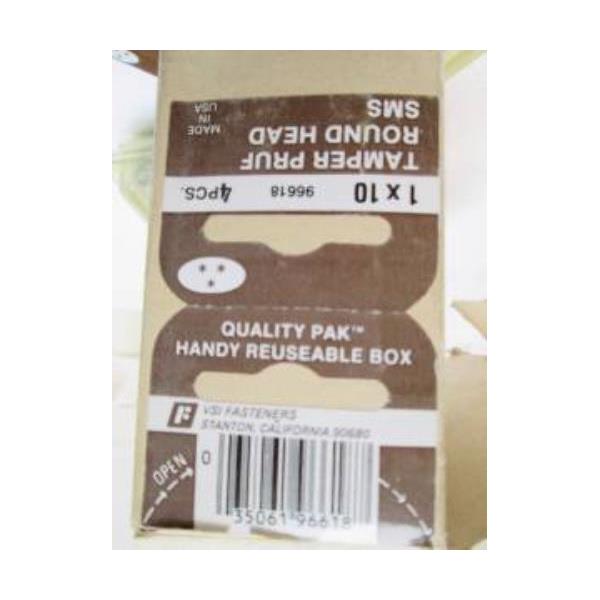 1 x 10 96618 4PCS.
TAMPER PRUF
ROUND HEAD
SMS
MADE
IN
USA
QUALITY PAK™
HANDY REUSEABLE BOX
F VSI FASTENERS
STANTON, CALIFORNIA 90680
OPEN
0 35061 96618